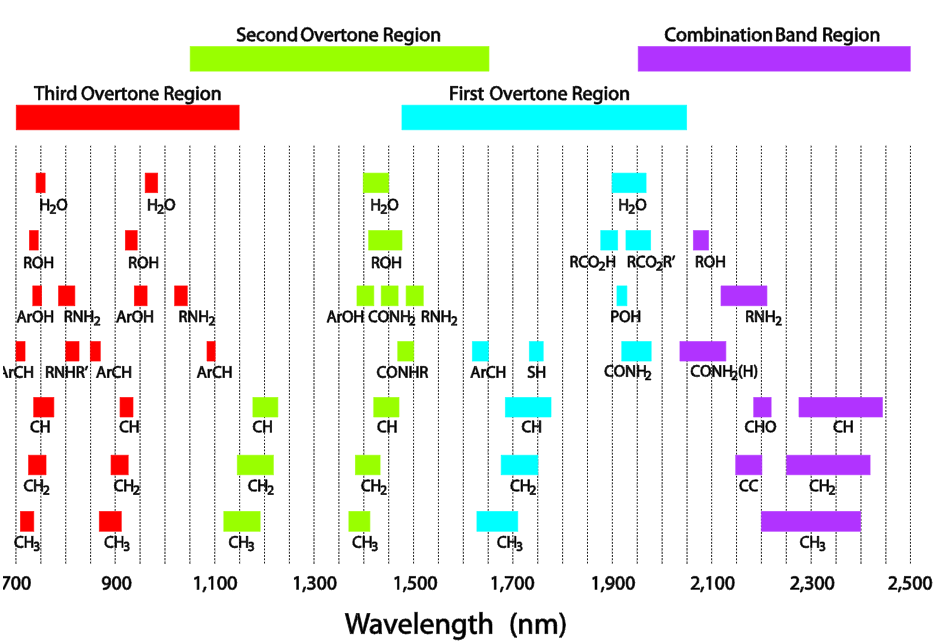 Second Overtone Region Combination Band Region
Third Overtone Region First Overtone Region
H₂O H₂O H₂O H₂O
ROH ROH ROH RCO₂H RCO₂R’ ROH
ArOH RNH₂ ArOH RNH₂ ArOH CONH₂ RNH₂ POH RNH₂
ArCH RNHR’ ArCH ArCH CONHR ArCH SH CONH₂ CONH₂(H)
CH CH CH CH CH CHO CH
CH₂ CH₂ CH₂ CH₂ CH₂ CC CH₂
CH₃ CH₃ CH₃ CH₃ CH₃ CH₃
700 900 1,100 1,300 1,500 1,700 1,900 2,100 2,300 2,500
Wavelength (nm)